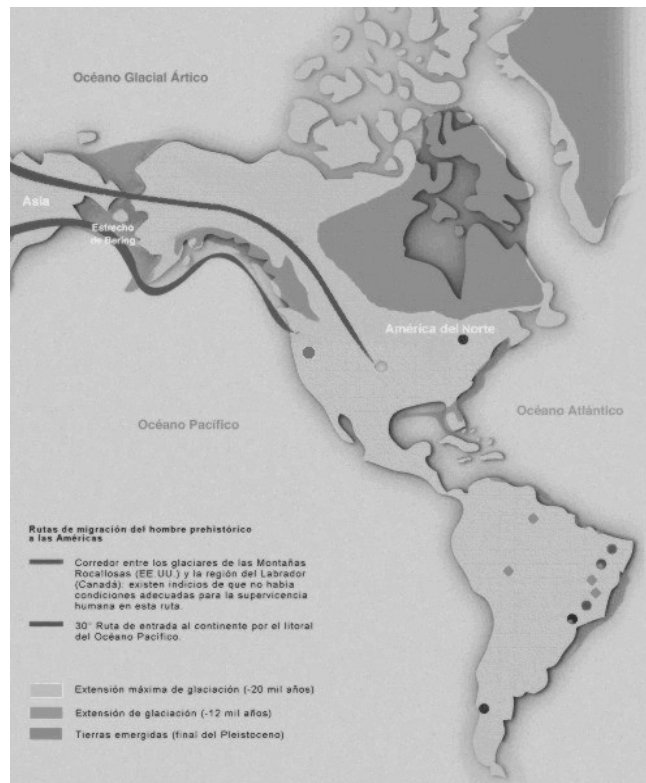 Océano Glacial Ártico
Asia
Estrecho
de Bering
América del Norte
Océano Pacífico
Océano Atlántico
Rutas de migración del hombre prehistórico
a las Américas
Corredor entre los glaciares de las Montañas
Rocallosas (EE.UU.) y la región del Labrador
(Canadá): existen indicios de que no había
condiciones adecuadas para la supervicencia
humana en esta ruta.
30° Ruta de entrada al continente por el litoral
del Océano Pacífico.
Extensión máxima de glaciación (-20 mil años)
Extensión de glaciación (-12 mil años)
Tierras emergidas (final del Pleistoceno)